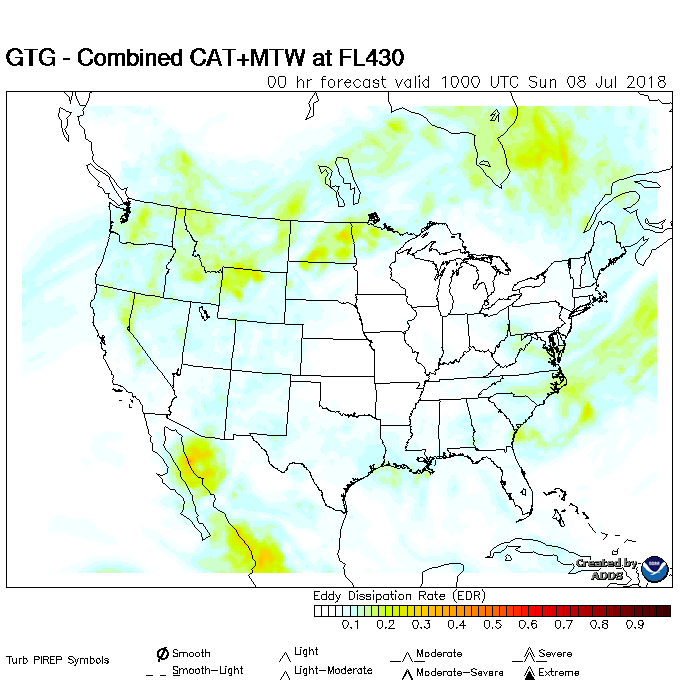 GTG - Combined CAT+MTW at FL430
00 hr forecast valid 1000 UTC Sun 08 Jul 2018
Created by
ADDS
Eddy Dissipation Rate (EDR)
0.1 0.2 0.3 0.4 0.5 0.6 0.7 0.8 0.9
Turb PIREP Symbols
Smooth Light Moderate Severe
Smooth-Light Light-Moderate Moderate-Severe Extreme